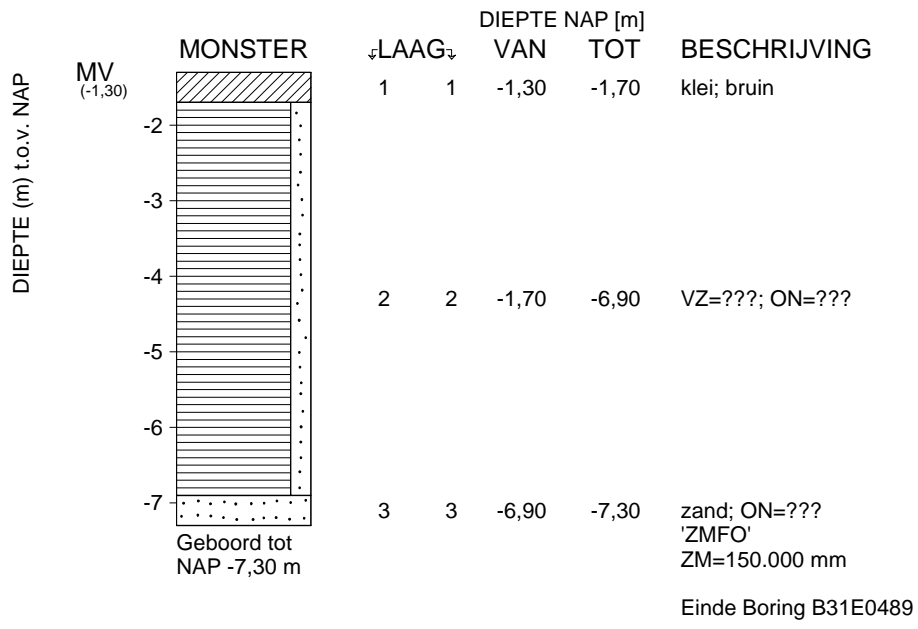 DIEPTE NAP [m]
MONSTER LAAG VAN TOT BESCHRIJVING
MV
(-1,30)
DIEPTE (m) t.o.v. NAP
1 1 -1,30 -1,70 klei; bruin
-2
-3
-4
2 2 -1,70 -6,90 VZ=???; ON=???
-5
-6
-7
3 3 -6,90 -7,30 zand; ON=???
'ZMFO'
ZM=150.000 mm
Geboord tot
NAP -7,30 m
Einde Boring B31E0489